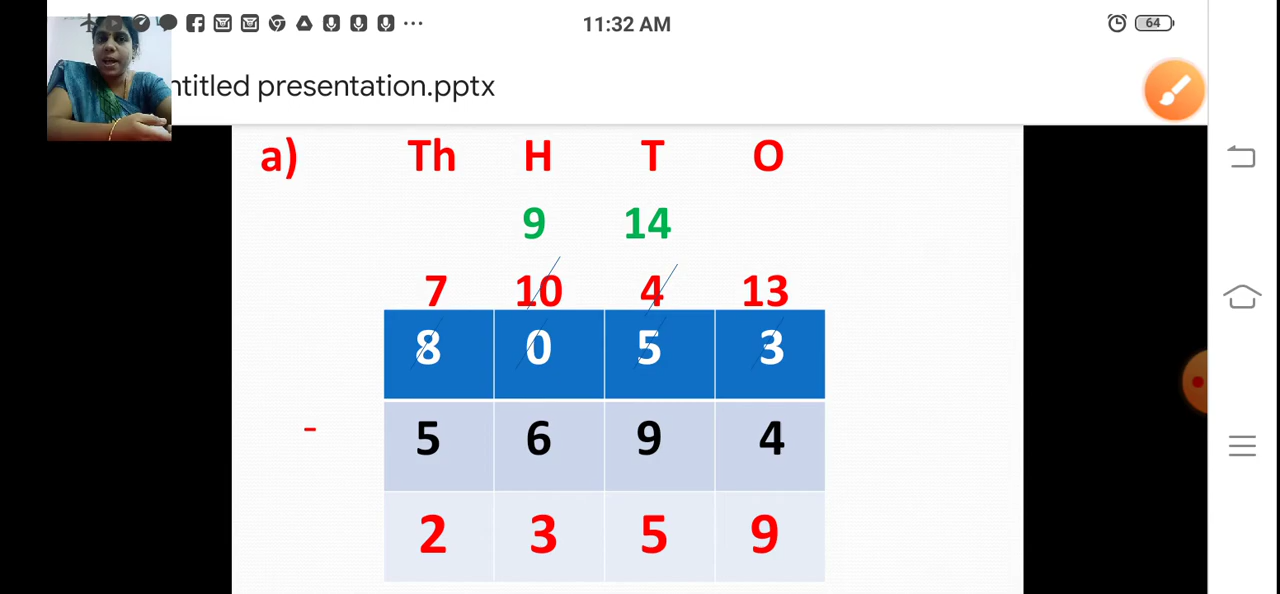 11:32 AM
64
ntitled presentation.pptx
a) Th H T O
9 14
7 10 4 13
8 0 5 3
- 5 6 9 4
2 3 5 9